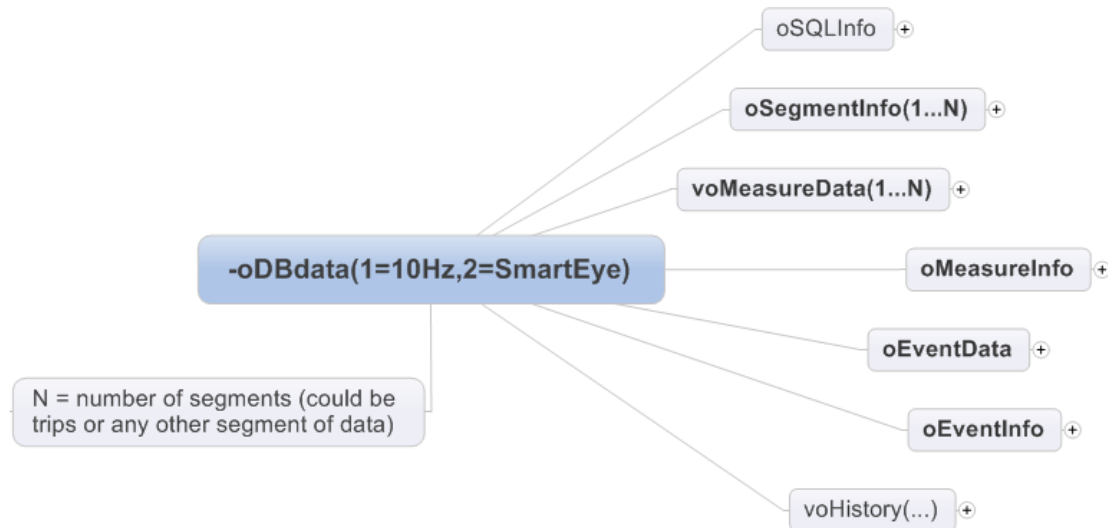 oSQLInfo
oSegmentInfo(1...N)
voMeasureData(1...N)
-oDBdata(1=10Hz,2=SmartEye)
oMeasureInfo
oEventData
N = number of segments (could be
trips or any other segment of data)
oEventInfo
voHistory(...)